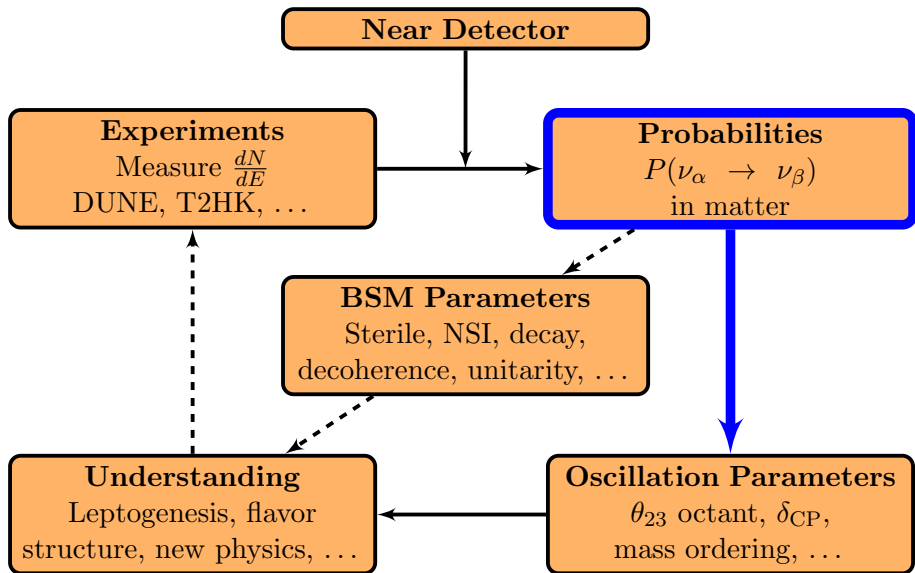 Near Detector
Experiments
Measure dN/dE
DUNE, T2HK, …
Probabilities
P(να → νβ)
in matter
BSM Parameters
Sterile, NSI, decay,
decoherence, unitarity, …
Understanding
Leptogenesis, flavor
structure, new physics, …
Oscillation Parameters
θ23 octant, δCP,
mass ordering, …